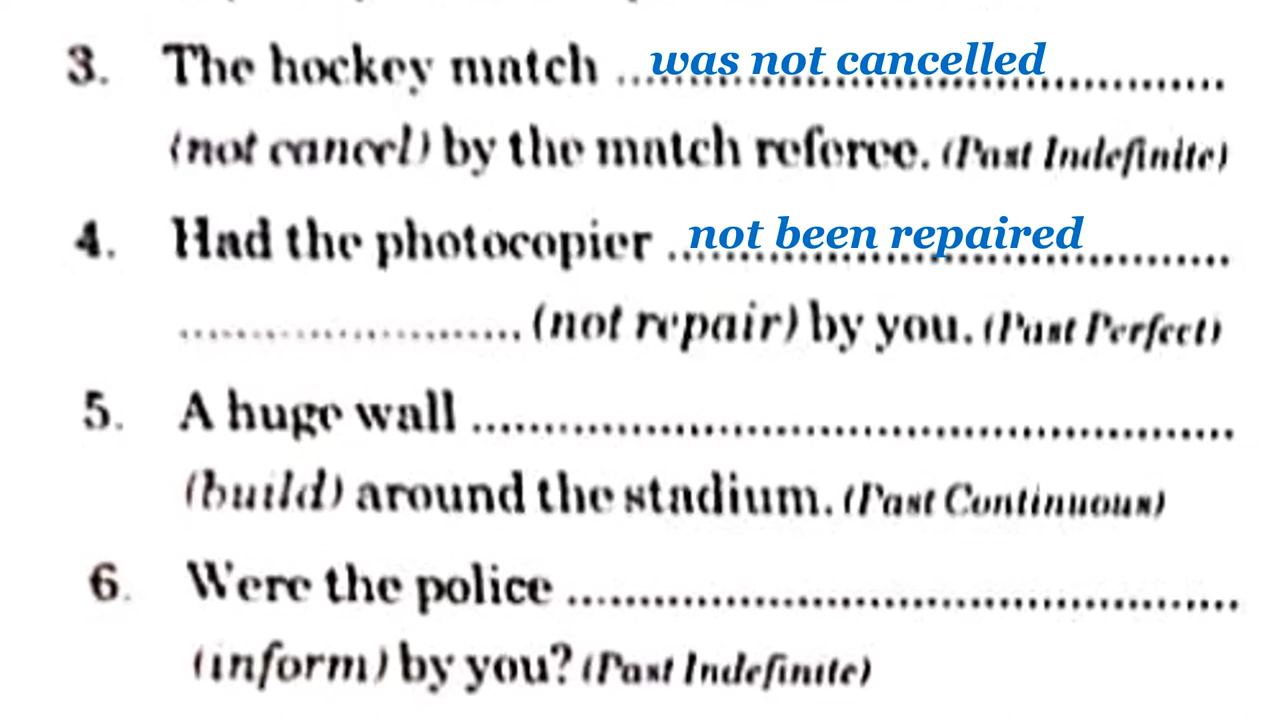 3. The hockey match ...was not cancelled.............
(not cancel) by the match referee. (Past Indefinite)
4. Had the photocopier ...not been repaired.............
........................ (not repair) by you. (Past Perfect)
5. A huge wall ......................................................
(build) around the stadium. (Past Continuous)
6. Were the police ................................................
(inform) by you? (Past Indefinite)